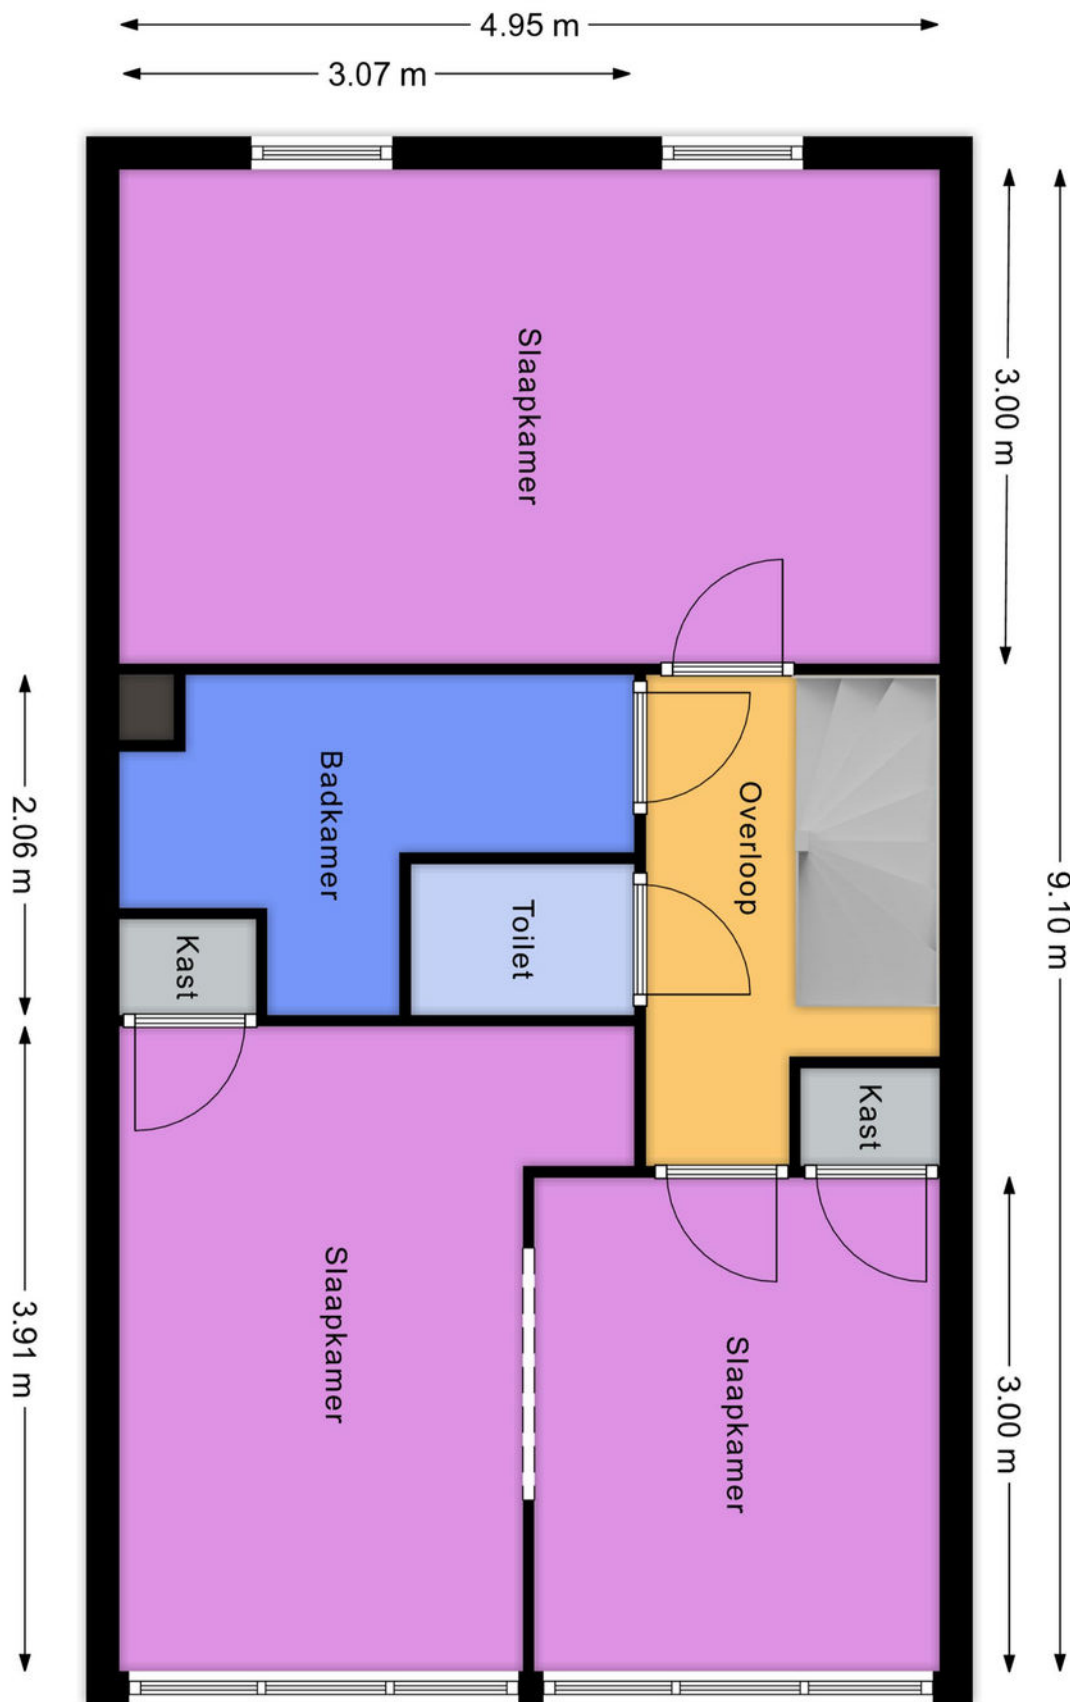 4.95 m
3.07 m
Slaapkamer
3.00 m
Badkamer
Overloop
2.06 m
9.10 m
Toilet
Kast
Kast
Slaapkamer
3.91 m
Slaapkamer
3.00 m